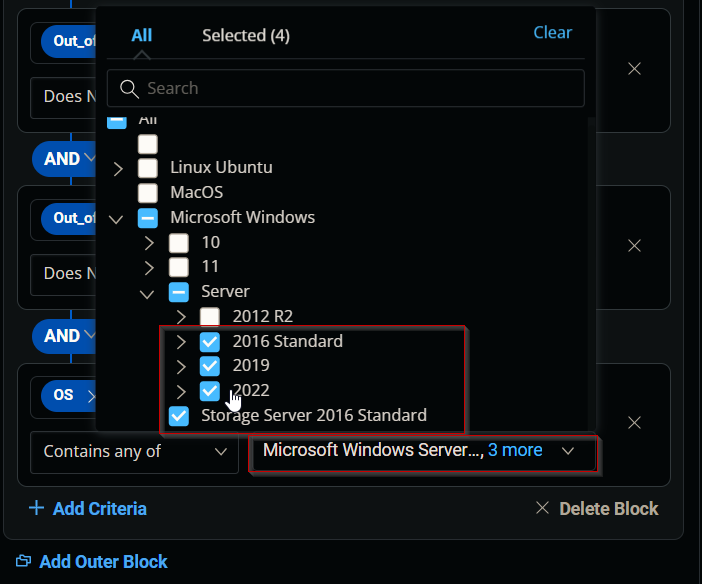 All
Selected (4)
Clear
Out_of
Does N
Search
All
AND
Linux Ubuntu
MacOS
Out_of
Microsoft Windows
10
Does N
11
Server
2012 R2
AND
2016 Standard
2019
OS
2022
Storage Server 2016 Standard
Contains any of
Microsoft Windows Server..., 3 more
Add Criteria
Delete Block
Add Outer Block